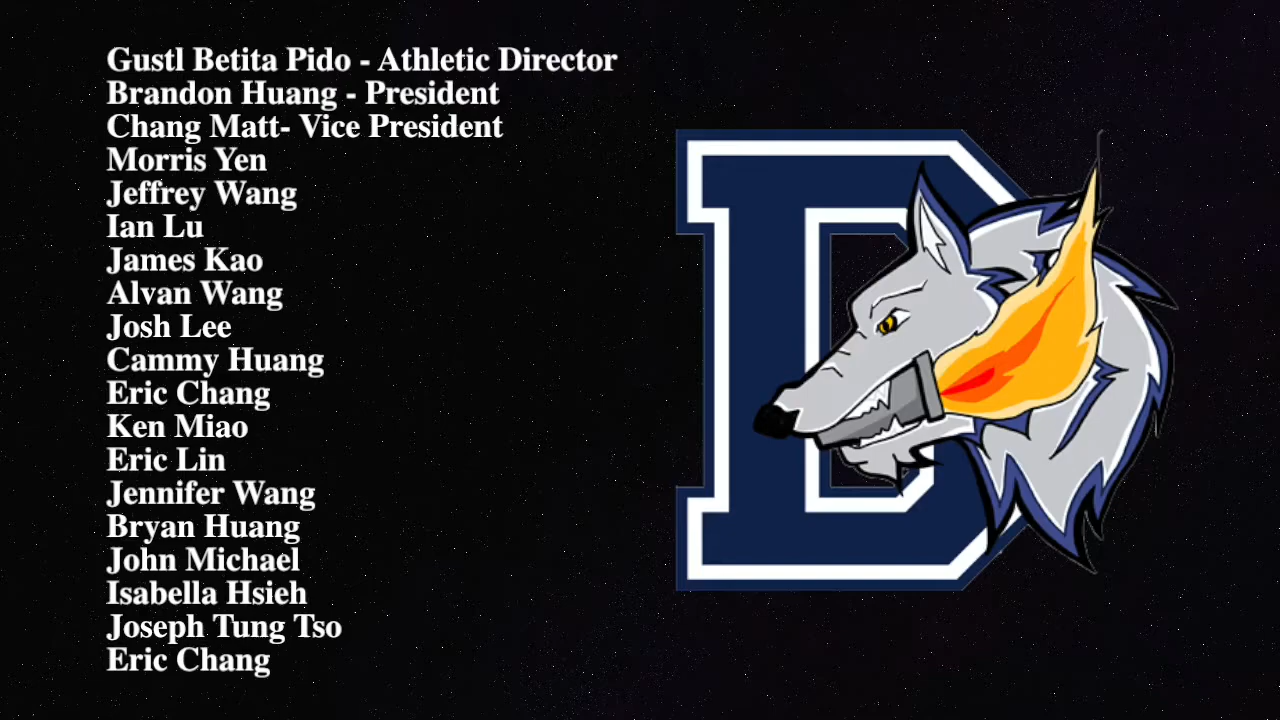 Gustl Betita Pido - Athletic Director
Brandon Huang - President
Chang Matt- Vice President
Morris Yen
Jeffrey Wang
Ian Lu
James Kao
Alvan Wang
Josh Lee
Cammy Huang
Eric Chang
Ken Miao
Eric Lin
Jennifer Wang
Bryan Huang
John Michael
Isabella Hsieh
Joseph Tung Tso
Eric Chang
D